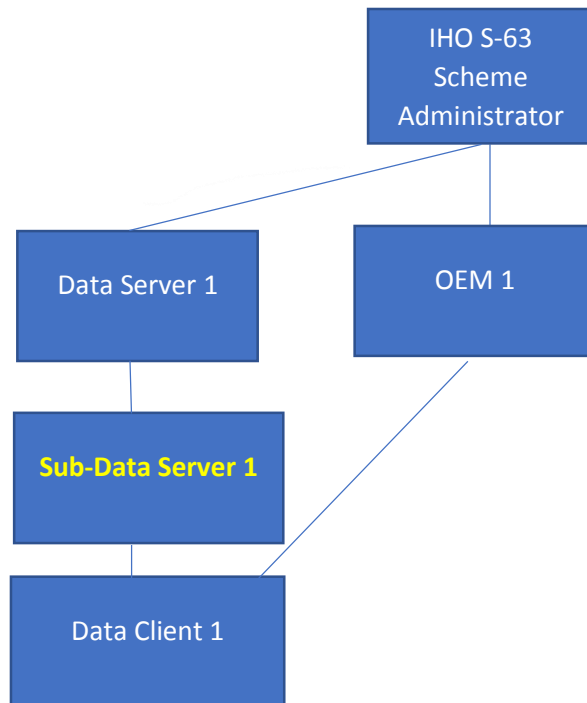 IHO S-63
Scheme
Administrator
Data Server 1
OEM 1
Sub-Data Server 1
Data Client 1